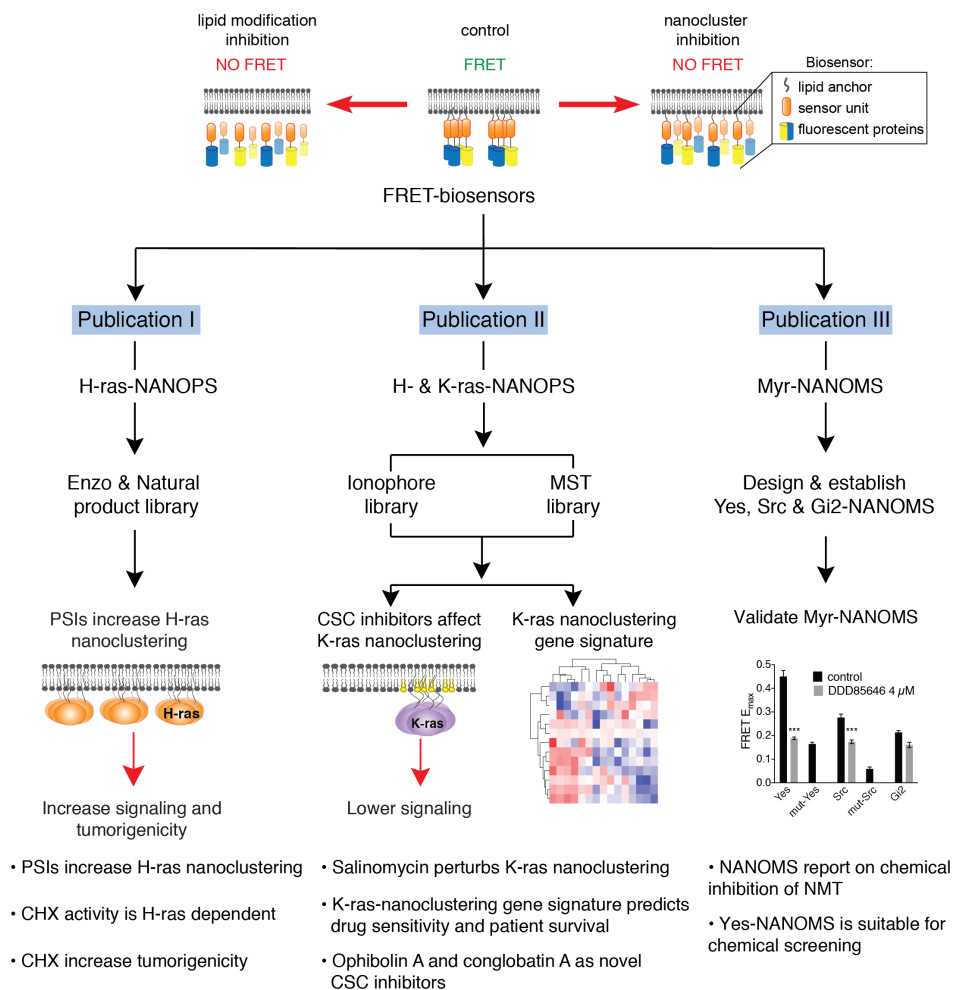 lipid modification
inhibition
NO FRET
control
FRET
nanocluster
inhibition
NO FRET
Biosensor:
lipid anchor
sensor unit
fluorescent proteins
FRET-biosensors
Publication I
Publication II
Publication III
H-ras-NANOPS
H- & K-ras-NANOPS
Myr-NANOMS
Enzo & Natural
product library
Ionophore
library
MST
library
Design & establish
Yes, Src & Gi2-NANOMS
PSIs increase H-ras
nanoclustering
CSC inhibitors affect
K-ras nanoclustering
K-ras nanoclustering
gene signature
Validate Myr-NANOMS
H-ras
K-ras
FRET Emax
0.5
0.4
0.3
0.2
0.1
0.0
control
DDD85646 4 µM
***
***
Yes
mut-Yes
Src
mut-Src
Gi2
Increase signaling and
tumorigenicity
Lower signaling
• PSIs increase H-ras nanoclustering
• CHX activity is H-ras dependent
• CHX increase tumorigenicity
• Salinomycin perturbs K-ras nanoclustering
• K-ras-nanoclustering gene signature predicts
drug sensitivity and patient survival
• Ophibolin A and conglobatin A as novel
CSC inhibitors
• NANOMS report on chemical
inhibition of NMT
• Yes-NANOMS is suitable for
chemical screening